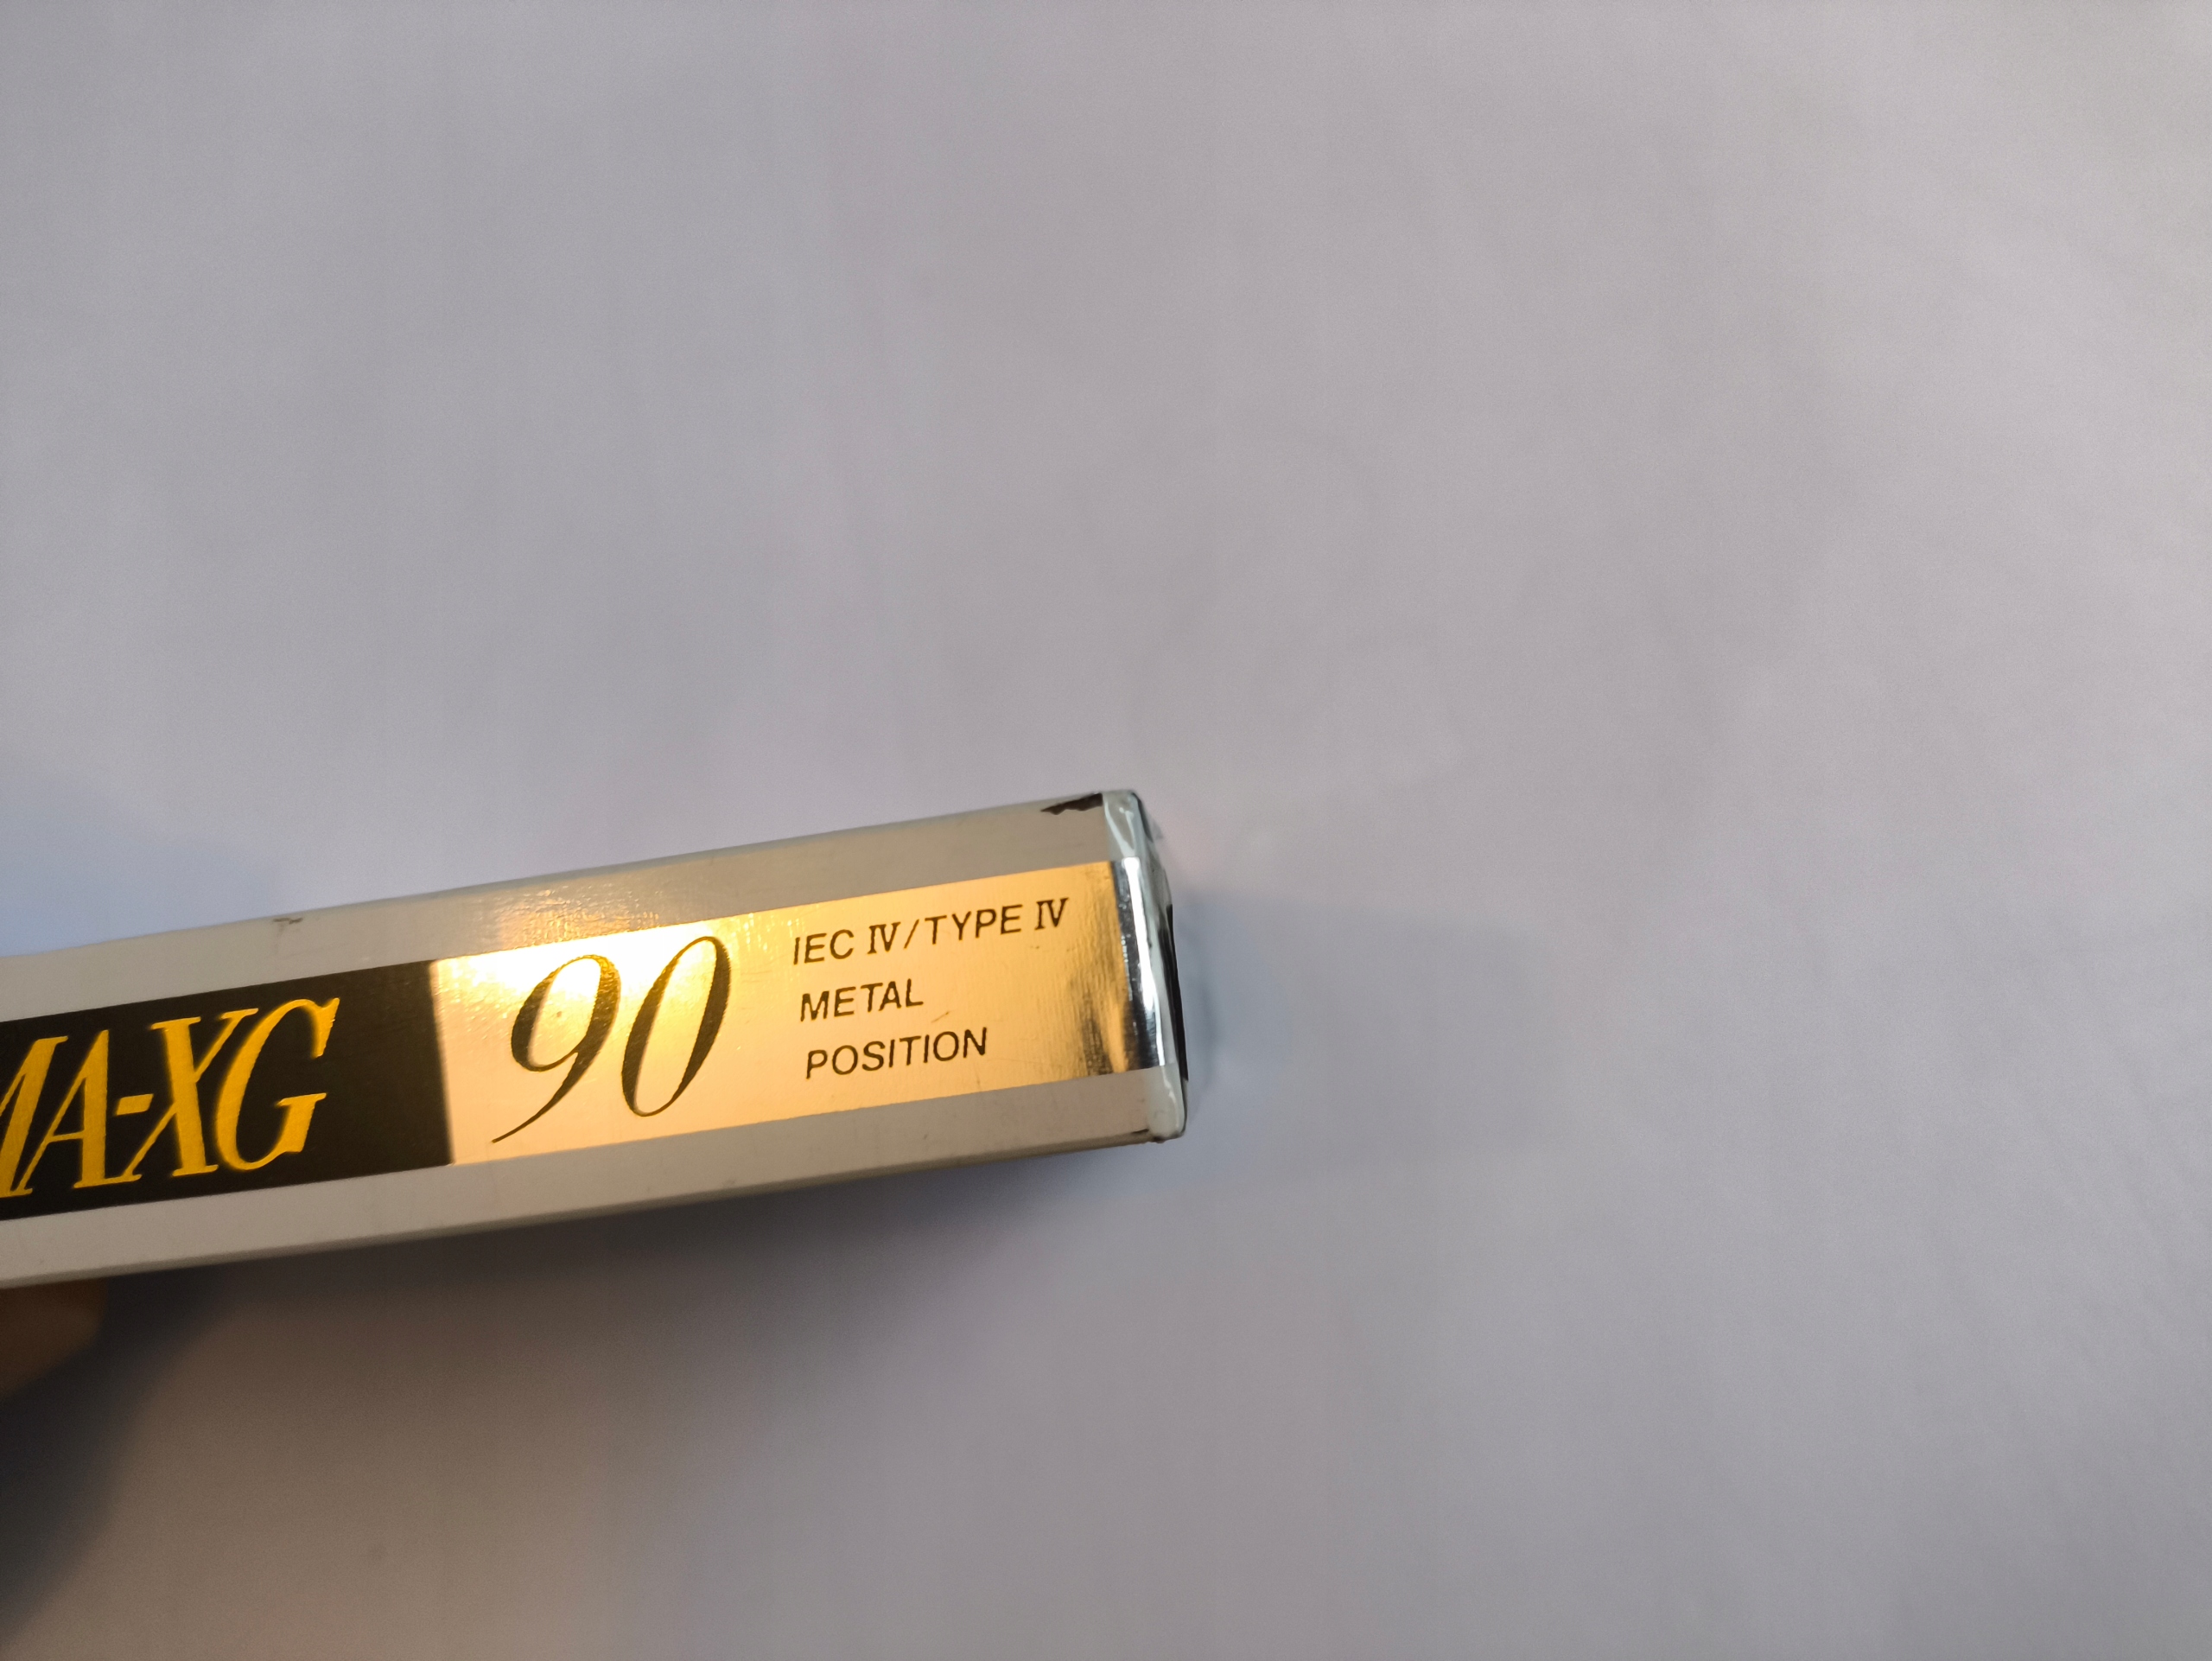 MA-XG
90
IEC IV/TYPE IV
METAL
POSITION